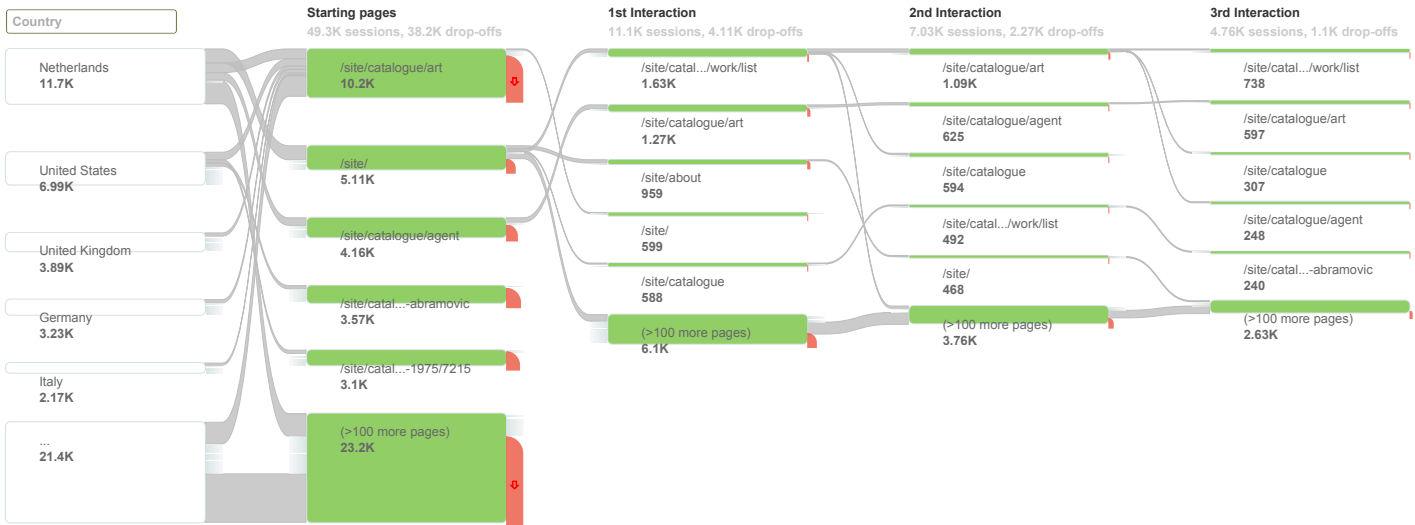 Country
Netherlands
11.7K
United States
6.99K
United Kingdom
3.89K
Germany
3.23K
Italy
2.17K
...
21.4K
Starting pages
49.3K sessions, 38.2K drop-offs
/site/catalogue/art
10.2K
/site/
5.11K
/site/catalogue/agent
4.16K
/site/catal...-abramovic
3.57K
/site/catal...-1975/7215
3.1K
(>100 more pages)
23.2K
1st Interaction
11.1K sessions, 4.11K drop-offs
/site/catal.../work/list
1.63K
/site/catalogue/art
1.27K
/site/about
959
/site/
599
/site/catalogue
588
(>100 more pages)
6.1K
2nd Interaction
7.03K sessions, 2.27K drop-offs
/site/catalogue/art
1.09K
/site/catalogue/agent
625
/site/catalogue
594
/site/catal.../work/list
492
/site/
468
(>100 more pages)
3.76K
3rd Interaction
4.76K sessions, 1.1K drop-offs
/site/catal.../work/list
738
/site/catalogue/art
597
/site/catalogue
307
/site/catalogue/agent
248
/site/catal...-abramovic
240
(>100 more pages)
2.63K